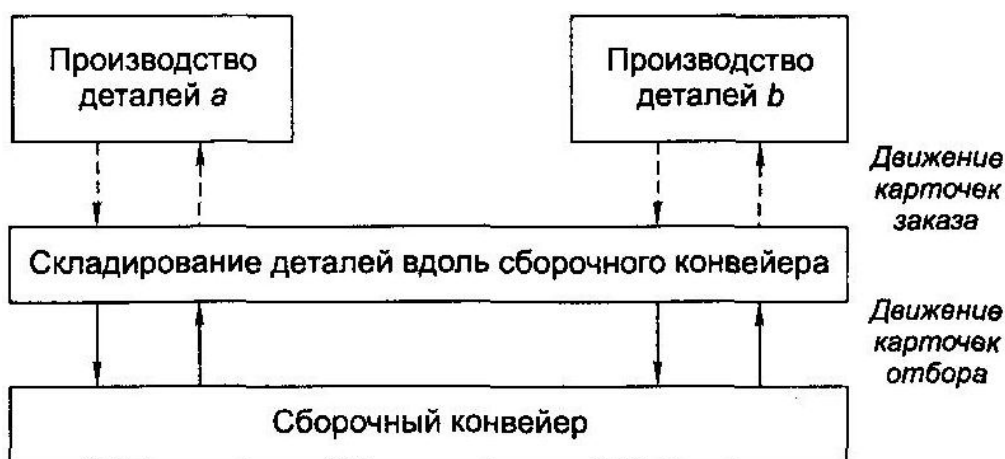 Производство
деталей a
Производство
деталей b
Движение
карточек
заказа
Складирование деталей вдоль сборочного конвейера
Движение
карточек
отбора
Сборочный конвейер